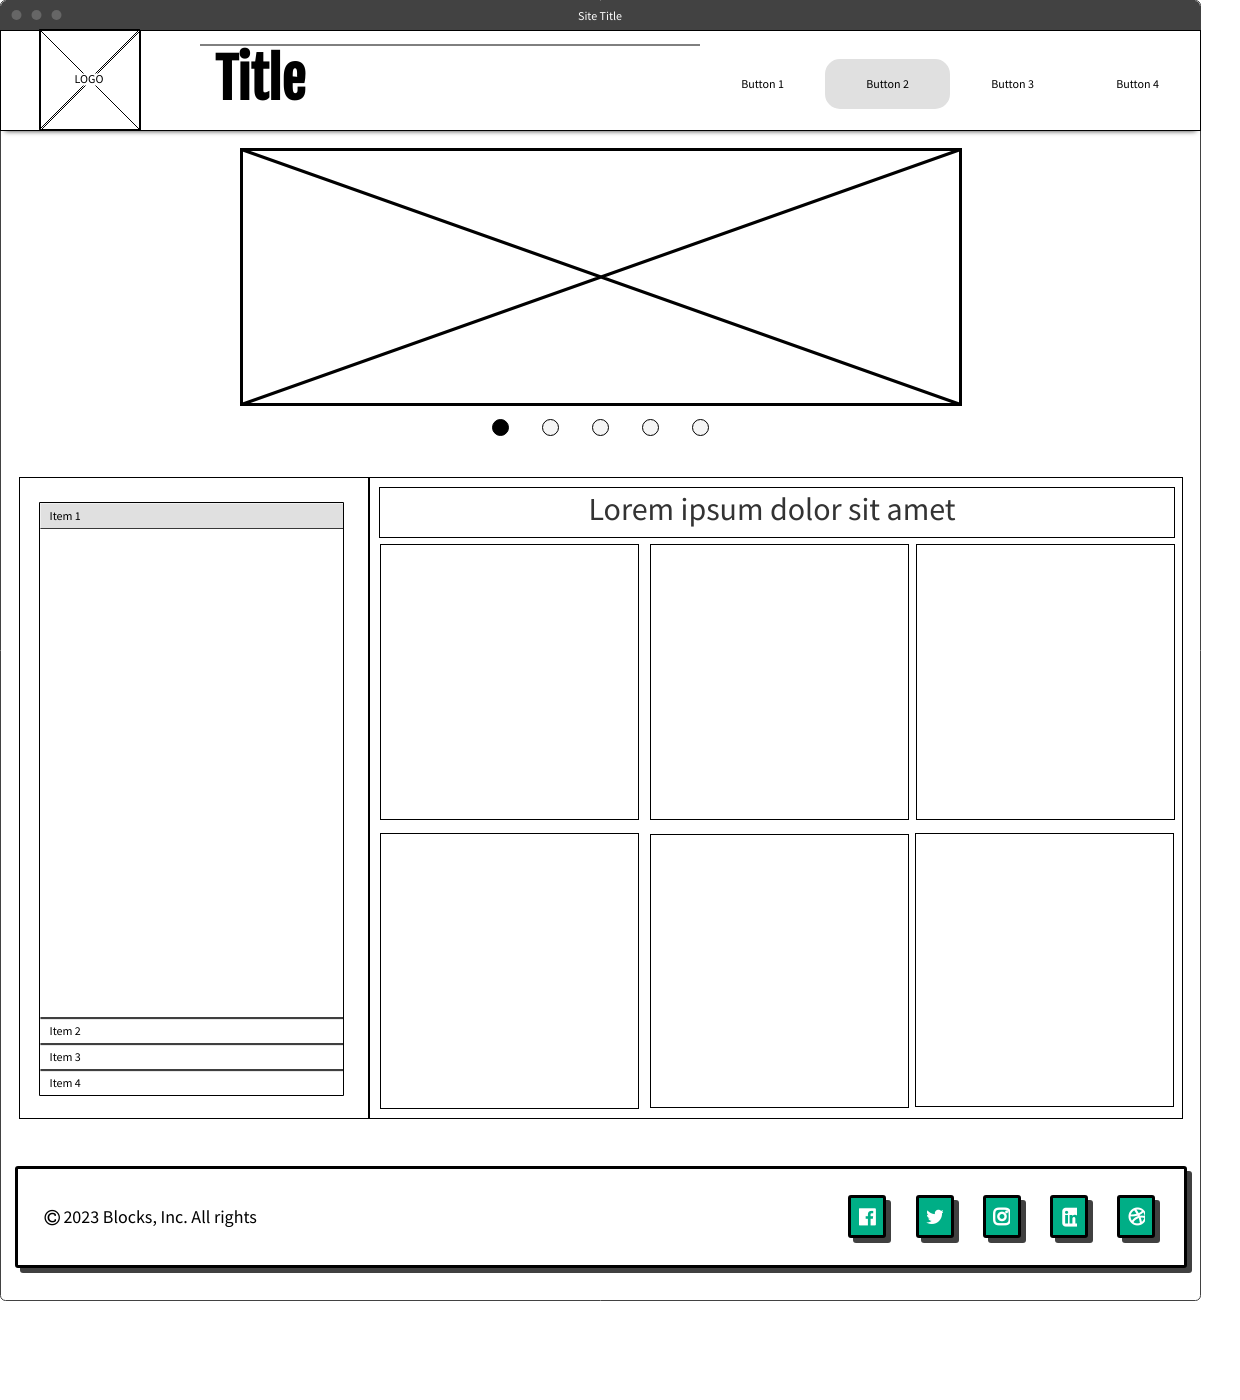 Site Title
LOGO
Title
Button 1
Button 2
Button 3
Button 4
Item 1
Item 2
Item 3
Item 4
Lorem ipsum dolor sit amet
© 2023 Blocks, Inc. All rights